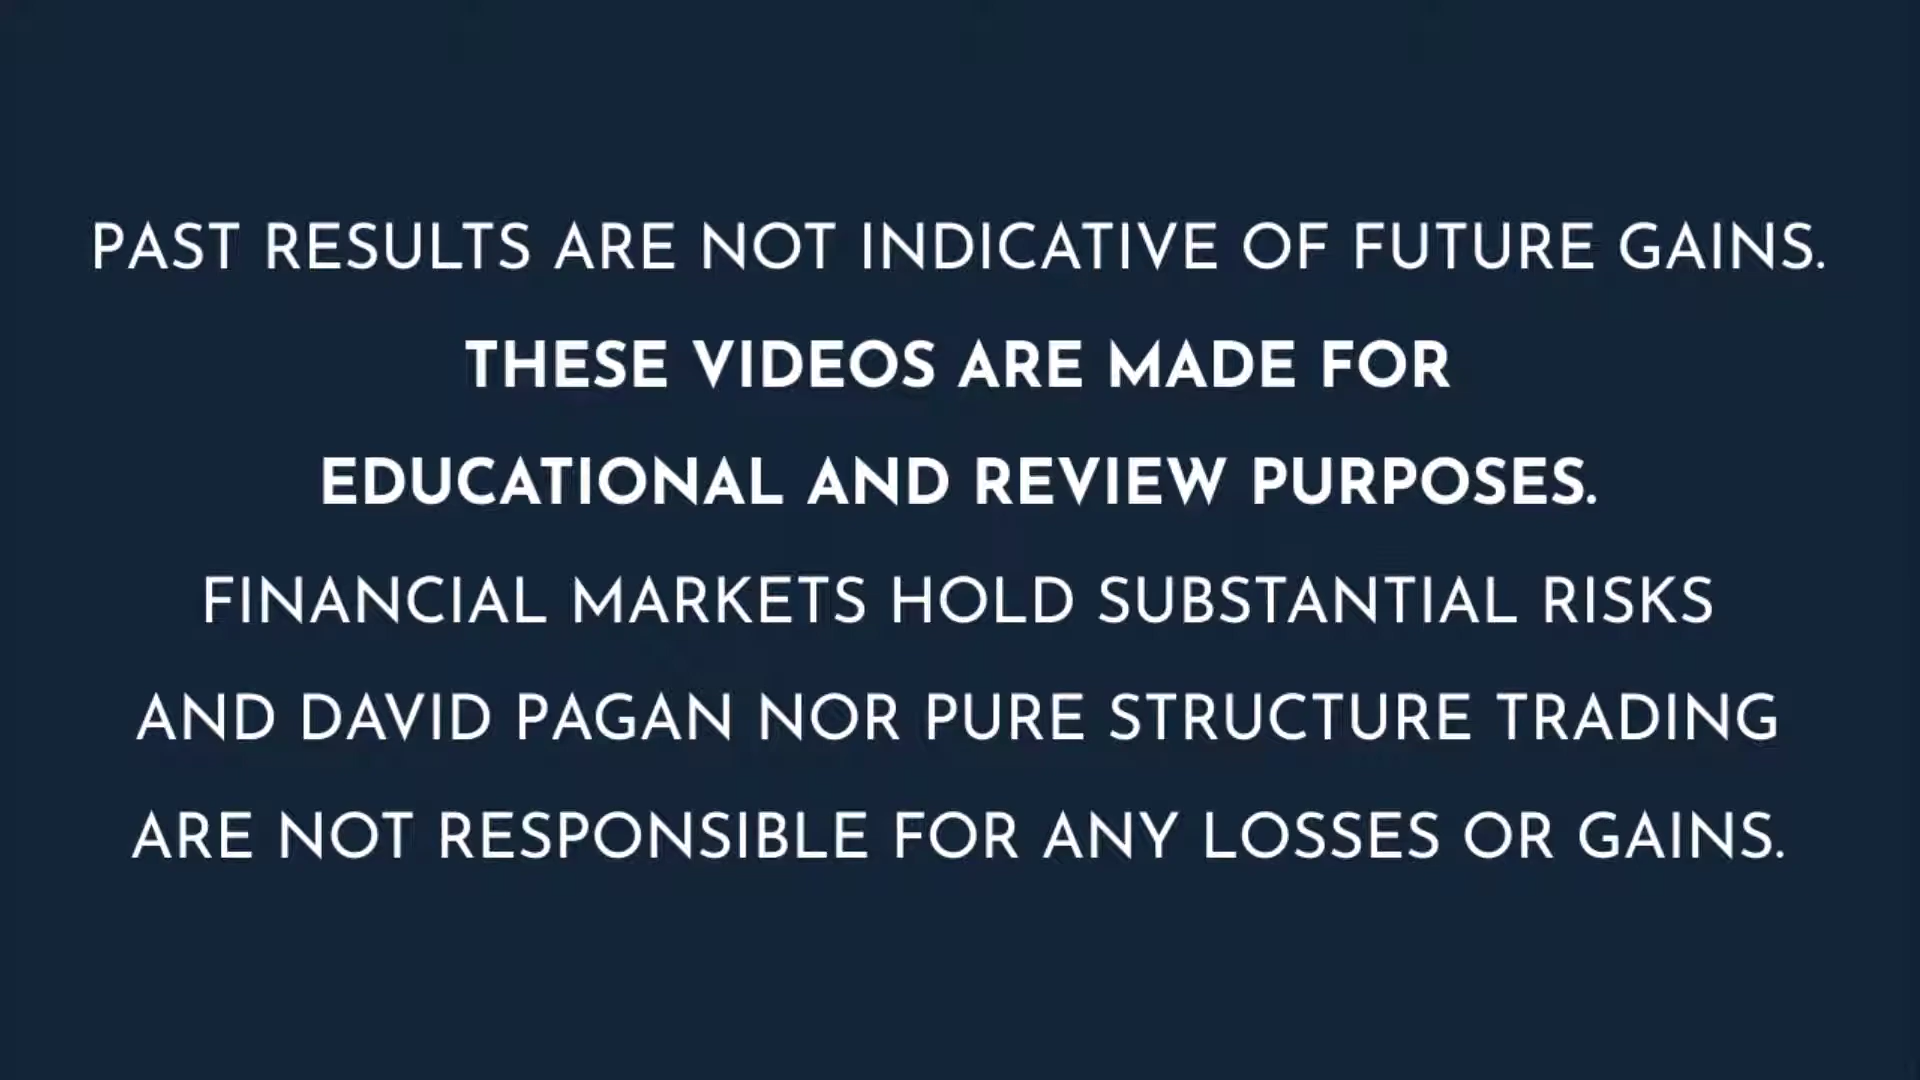 PAST RESULTS ARE NOT INDICATIVE OF FUTURE GAINS.
THESE VIDEOS ARE MADE FOR
EDUCATIONAL AND REVIEW PURPOSES.
FINANCIAL MARKETS HOLD SUBSTANTIAL RISKS
AND DAVID PAGAN NOR PURE STRUCTURE TRADING
ARE NOT RESPONSIBLE FOR ANY LOSSES OR GAINS.